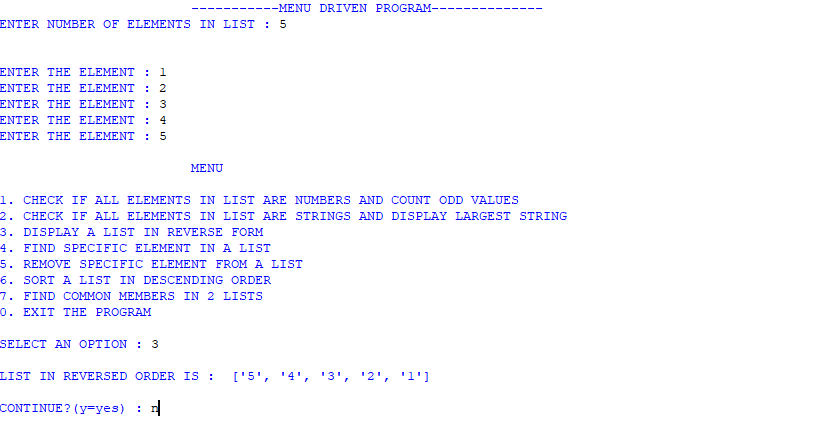 -----------MENU DRIVEN PROGRAM--------------
ENTER NUMBER OF ELEMENTS IN LIST : 5
ENTER THE ELEMENT : 1
ENTER THE ELEMENT : 2
ENTER THE ELEMENT : 3
ENTER THE ELEMENT : 4
ENTER THE ELEMENT : 5
MENU
1. CHECK IF ALL ELEMENTS IN LIST ARE NUMBERS AND COUNT ODD VALUES
2. CHECK IF ALL ELEMENTS IN LIST ARE STRINGS AND DISPLAY LARGEST STRING
3. DISPLAY A LIST IN REVERSE FORM
4. FIND SPECIFIC ELEMENT IN A LIST
5. REMOVE SPECIFIC ELEMENT FROM A LIST
6. SORT A LIST IN DESCENDING ORDER
7. FIND COMMON MEMBERS IN 2 LISTS
0. EXIT THE PROGRAM
SELECT AN OPTION : 3
LIST IN REVERSED ORDER IS :  ['5', '4', '3', '2', '1']
CONTINUE?(y=yes) : n